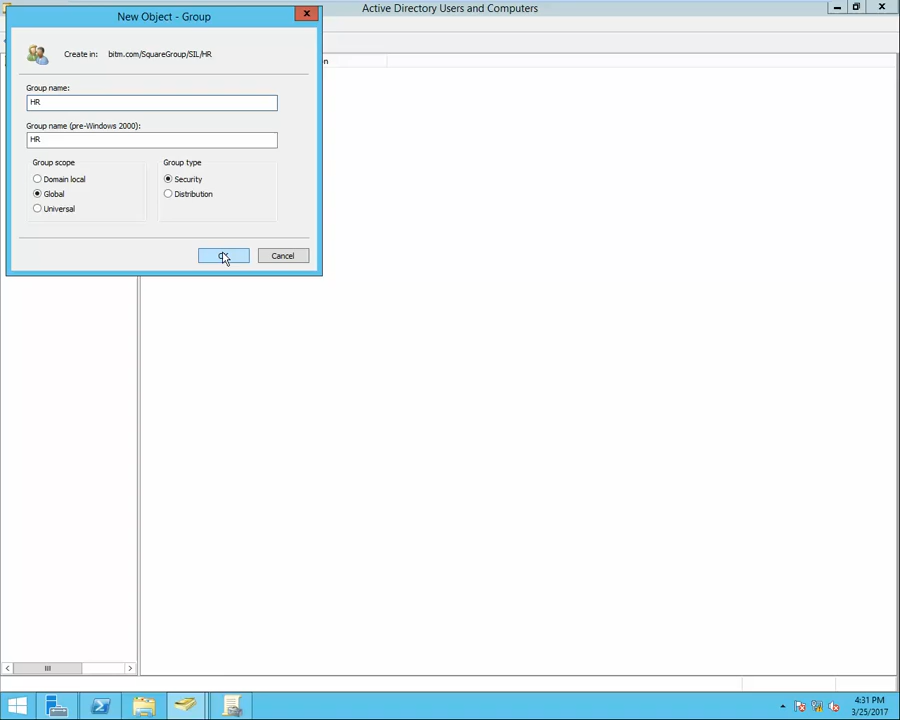 New Object - Group
Active Directory Users and Computers
Create in: bitm.com/SquareGroup/SIL/HR
Group name:
HR
Group name (pre-Windows 2000):
HR
Group scope
Domain local
Global
Universal
Group type
Security
Distribution
Cancel
4:31 PM
3/25/2017